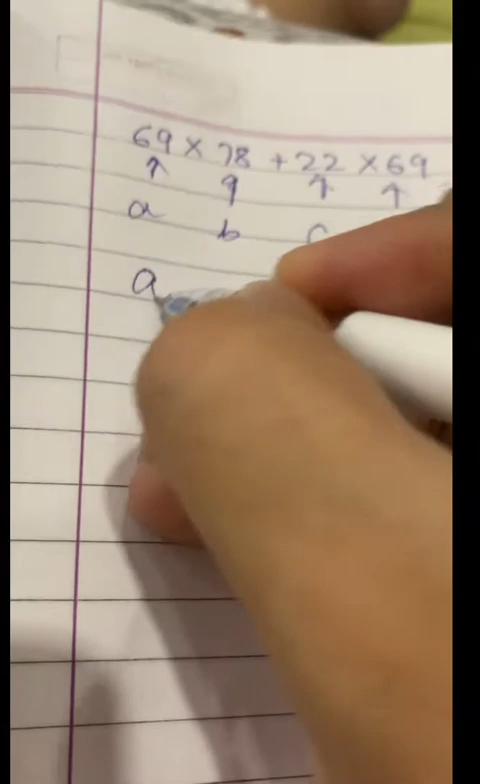 69 × 78 + 22 × 69
↑ ↑ ↑ ↑
a b c
a